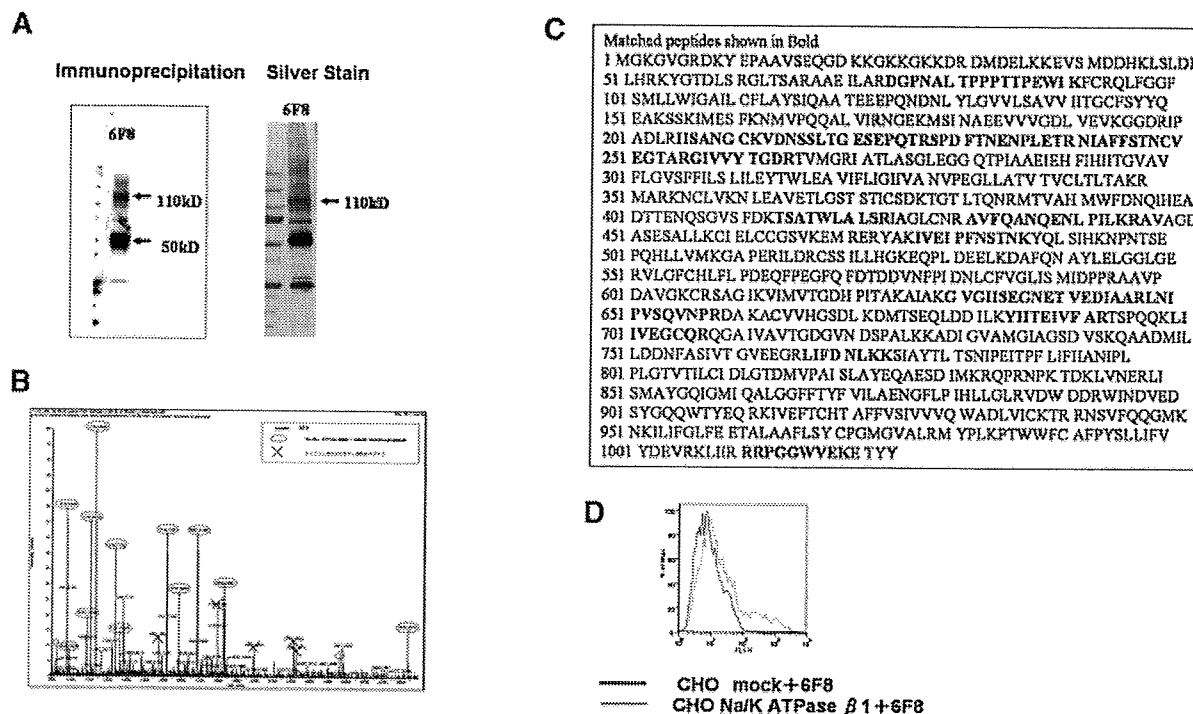 A
Immunoprecipitation
Silver Stain
6F8
110kD
50kD
6F8
110kD
B
C
Matched peptides shown in Bold
1 MGKGVGRDKY EPAAVSEQGD KKGKKGKKDR DMDELKKEVS MDDHKLSLDE
51 LHRKYGTDLS RGLTSARAAE ILARDGPNAL TPPPTTPEWI KFCRQLFGGF
101 SMLLWIGAIL CFLAYSIQAA TEEEPQNDNL YLGVVLSAVV IITGCFSYYQ
151 EAKSSKIMES FKNMVPQQAL VIRNGEKMSI NAEEVVVGDL VEVKGGDRIP
201 ADLRIISANG CKVDNSSLTG ESEPQTRSPD FTNENPLETR NIAFFSTNCV
251 EGTARGIVVY TGDRTVMGRI ATLASGLEGG QTPIAAEIEH FIHIITGVAV
301 FLGVSFFILS LILEYTWLEA VIFLIGIIVA NVPEGLLATV TVCLTLTAKR
351 MARKNCLVKN LEAVETLGST STICSDKTGT LTQNRMTVAH MWFDNQIHEA
401 DTTENQSGVS FDKTSATWLA LSRIAGLCNR AVFQANQENL PILKRAVAGD
451 ASESALLKCI ELCCGSVKEM RERYAKIVEI PFNSTNKYQL SIHKNPNTSE
501 PQHLLVMKGA PERILDRCSS ILLHGKEQPL DEELKDAFQN AYLELGGLGE
551 RVLGFCHLFL PDEQFPEGFQ FDTDDVNFPI DNLCFVGLIS MIDPPRAAVP
601 DAVGKCRSAG IKVIMVTGDH PITAKAIAKG VGIISEGNET VEDIAARLNI
651 PVSQVNPRDA KACVVHGSDL KDMTSEQLDD ILKYHTEIVF ARTSPQQKLI
701 IVEGCQRQGA IVAVTGDGVN DSPALKKADI GVAMGIAGSD VSKQAADMIL
751 LDDNFASIVT GVEEGRLIFD NLKKSIAYTL TSNIPEITPF LIFIIANIPL
801 PLGTVTILCI DLGTDMVPAI SLAYEQAESD IMKRQPRNPK TDKLVNERLI
851 SMAYGQIGMI QALGGFFTYF VILAENGFLP IHLLGLRVDW DDRWINDVED
901 SYGQQWTYEQ RKIVEFTCHT AFFVSIVVVQ WADLVICKTR RNSVFQQGMK
951 NKILIFGLFE ETALAAFLSY CPGMGVALRM YPLKPTWWFC AFPYSLLIFV
1001 YDEVRKLIIR RRPGGWVEKE TYY
D
CHO mock+6F8
CHO Na/K ATPase β1+6F8